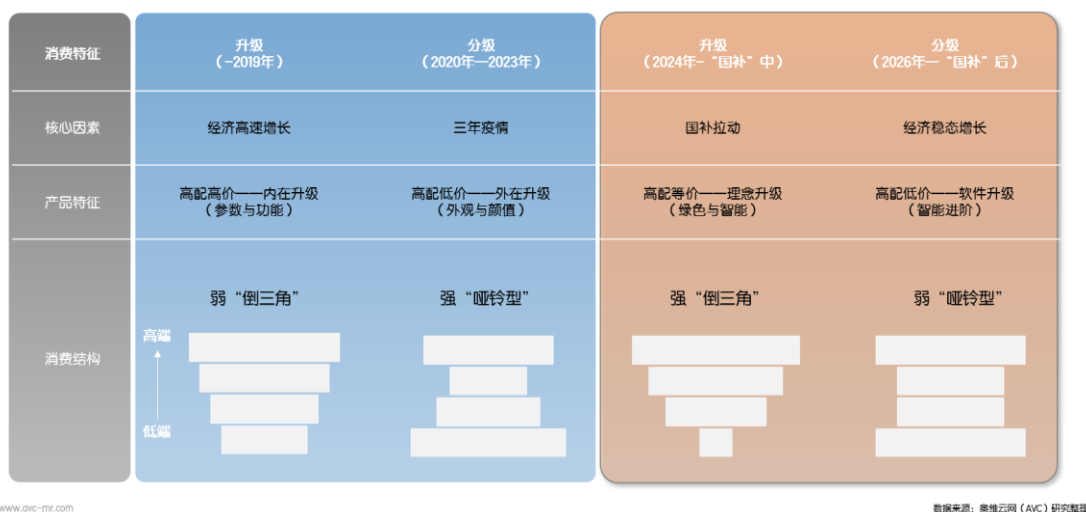 消费特征
升级
（-2019年）
分级
（2020年—2023年）
升级
（2024年-“国补”中）
分级
（2026年—“国补”后）
核心因素
经济高速增长
三年疫情
国补拉动
经济稳态增长
产品特征
高配高价——内在升级
（参数与功能）
高配低价——外在升级
（外观与颜值）
高配等价——理念升级
（绿色与智能）
高配低价——软件升级
（智能进阶）
消费结构
弱“倒三角”
强“哑铃型”
强“倒三角”
弱“哑铃型”
高端
低端
www.avc-mr.com
数据来源：奥维云网（AVC）研究整理